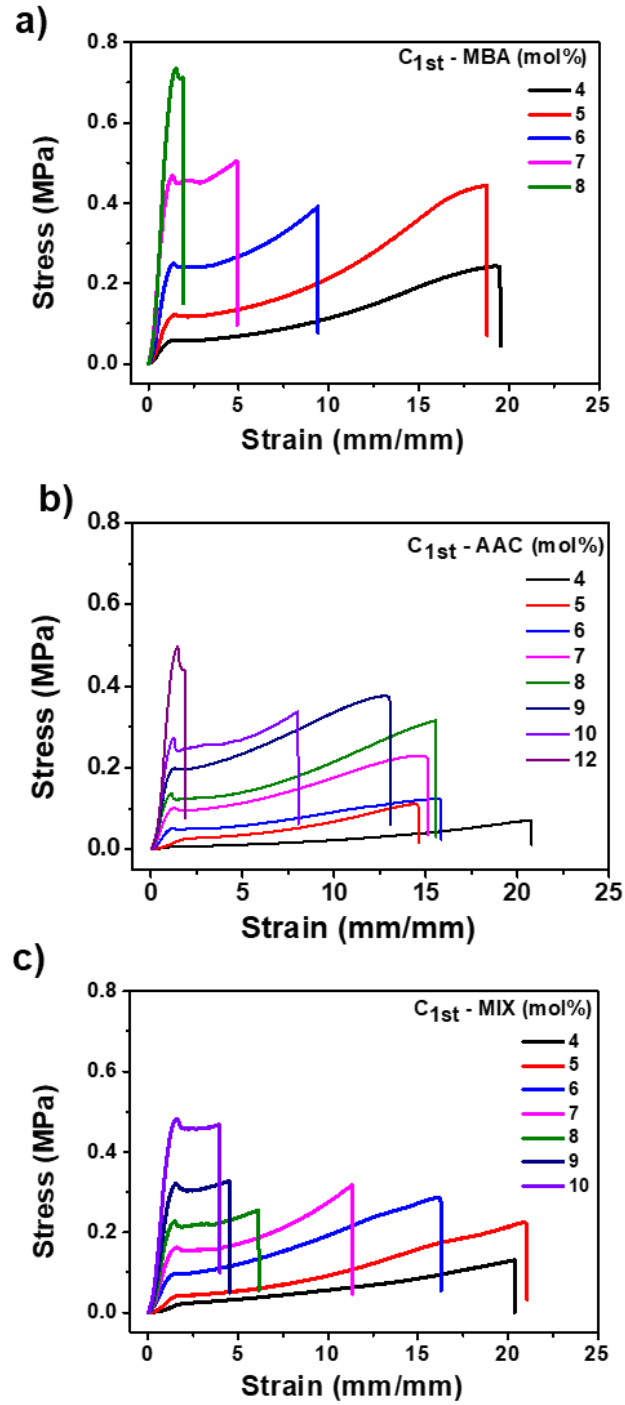 a)
C1st - MBA (mol%)
4
5
6
7
8
Stress (MPa)
0.8
0.6
0.4
0.2
0.0
0 5 10 15 20 25
Strain (mm/mm)
b)
C1st - AAC (mol%)
4
5
6
7
8
9
10
12
Stress (MPa)
0.8
0.6
0.4
0.2
0.0
0 5 10 15 20 25
Strain (mm/mm)
c)
C1st - MIX (mol%)
4
5
6
7
8
9
10
Stress (MPa)
0.8
0.6
0.4
0.2
0.0
0 5 10 15 20 25
Strain (mm/mm)